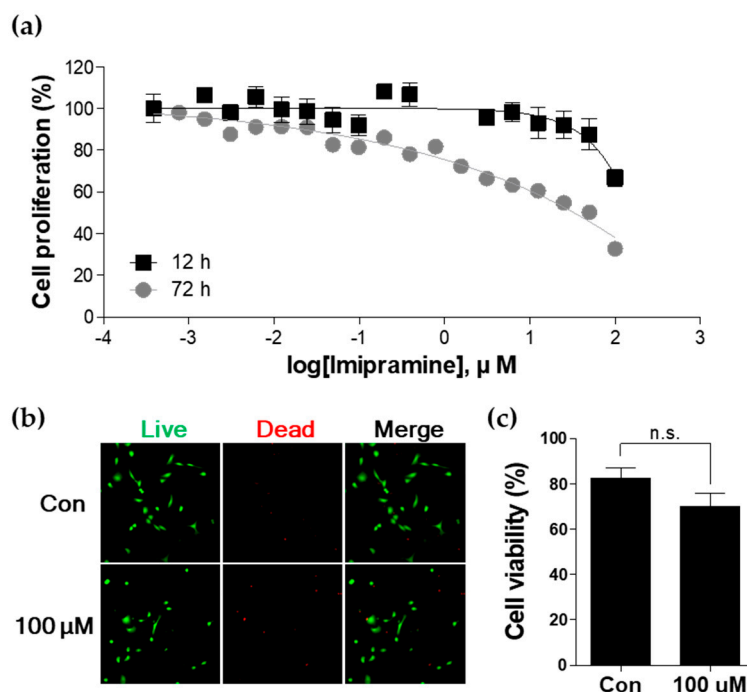 (a)
120
100
80
60
40
20
0
Cell proliferation (%)
12 h
72 h
-4 -3 -2 -1 0 1 2 3
log[Imipramine], μ M
(b)
Live Dead Merge
Con
100 μM
(c)
n.s.
100
80
60
40
20
0
Cell viability (%)
Con 100 uM